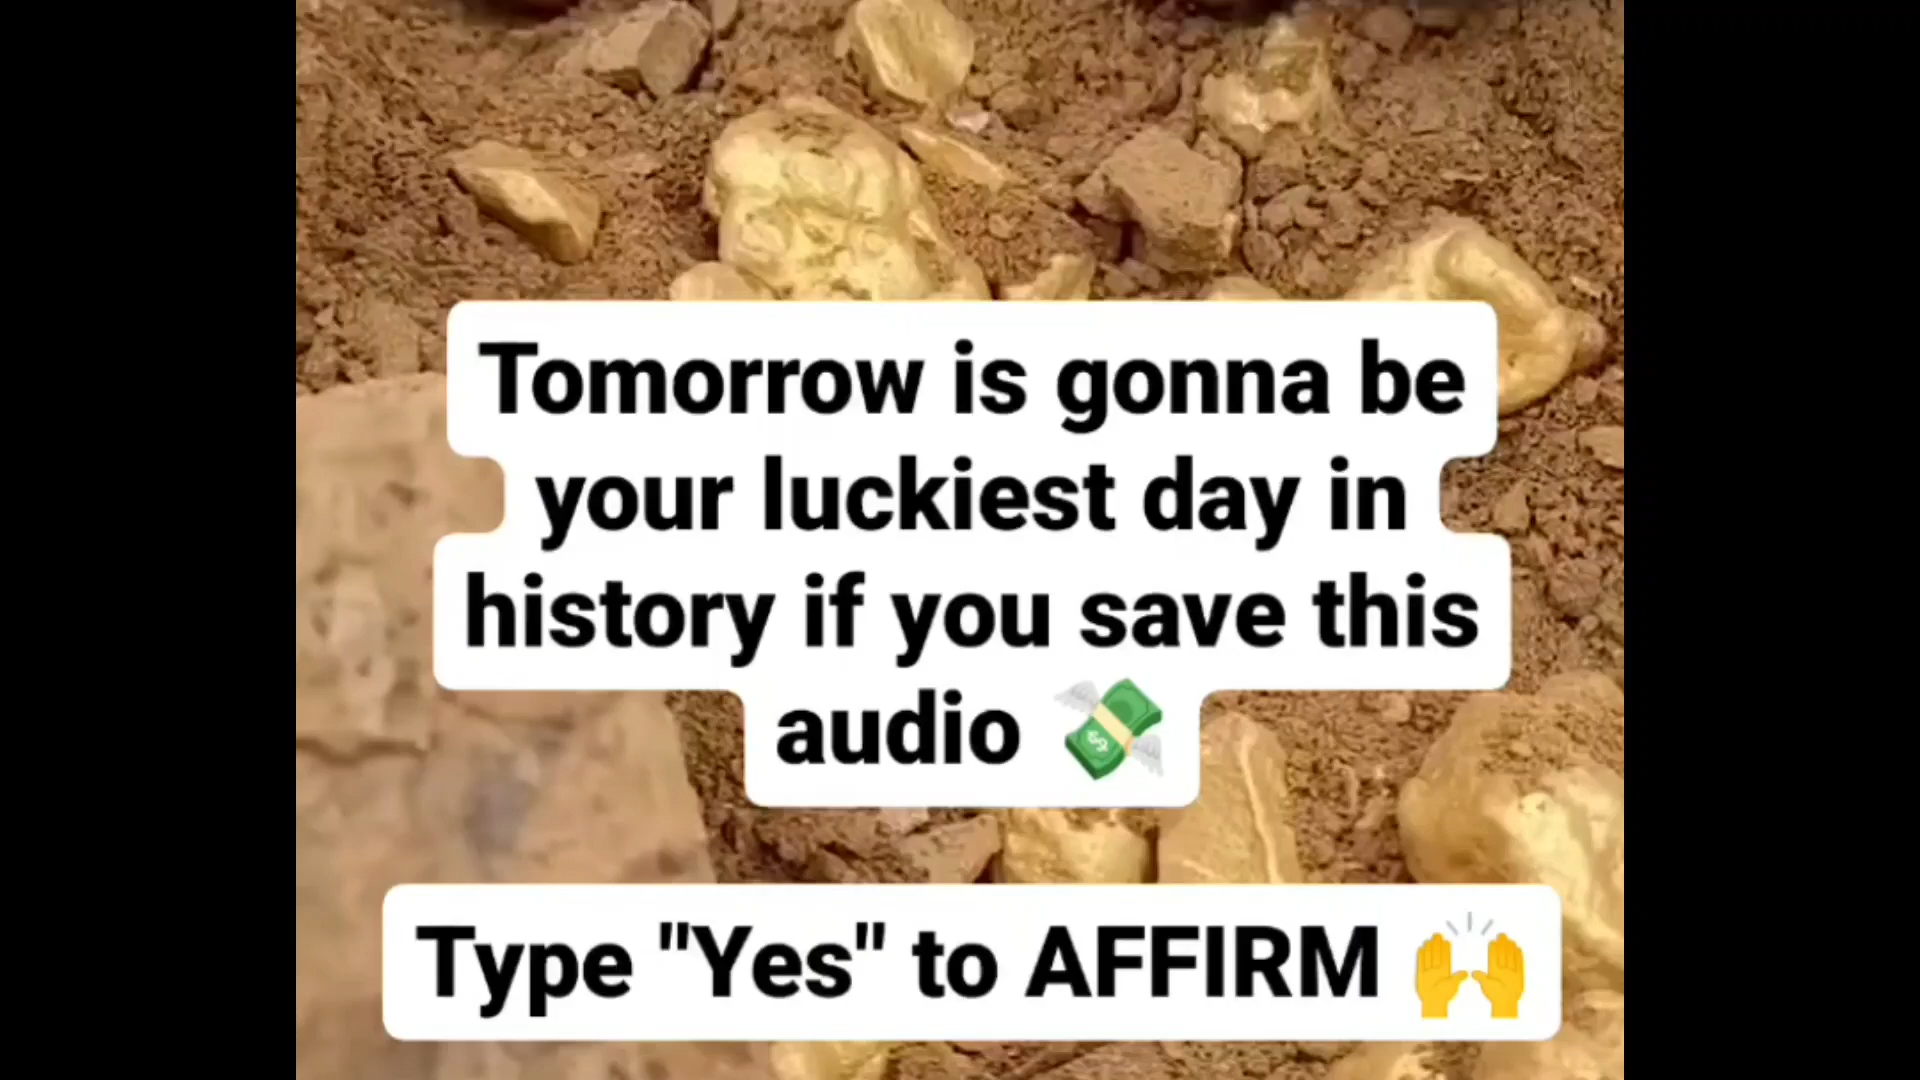 Tomorrow is gonna be
your luckiest day in
history if you save this
audio 💸
Type "Yes" to AFFIRM 🙌